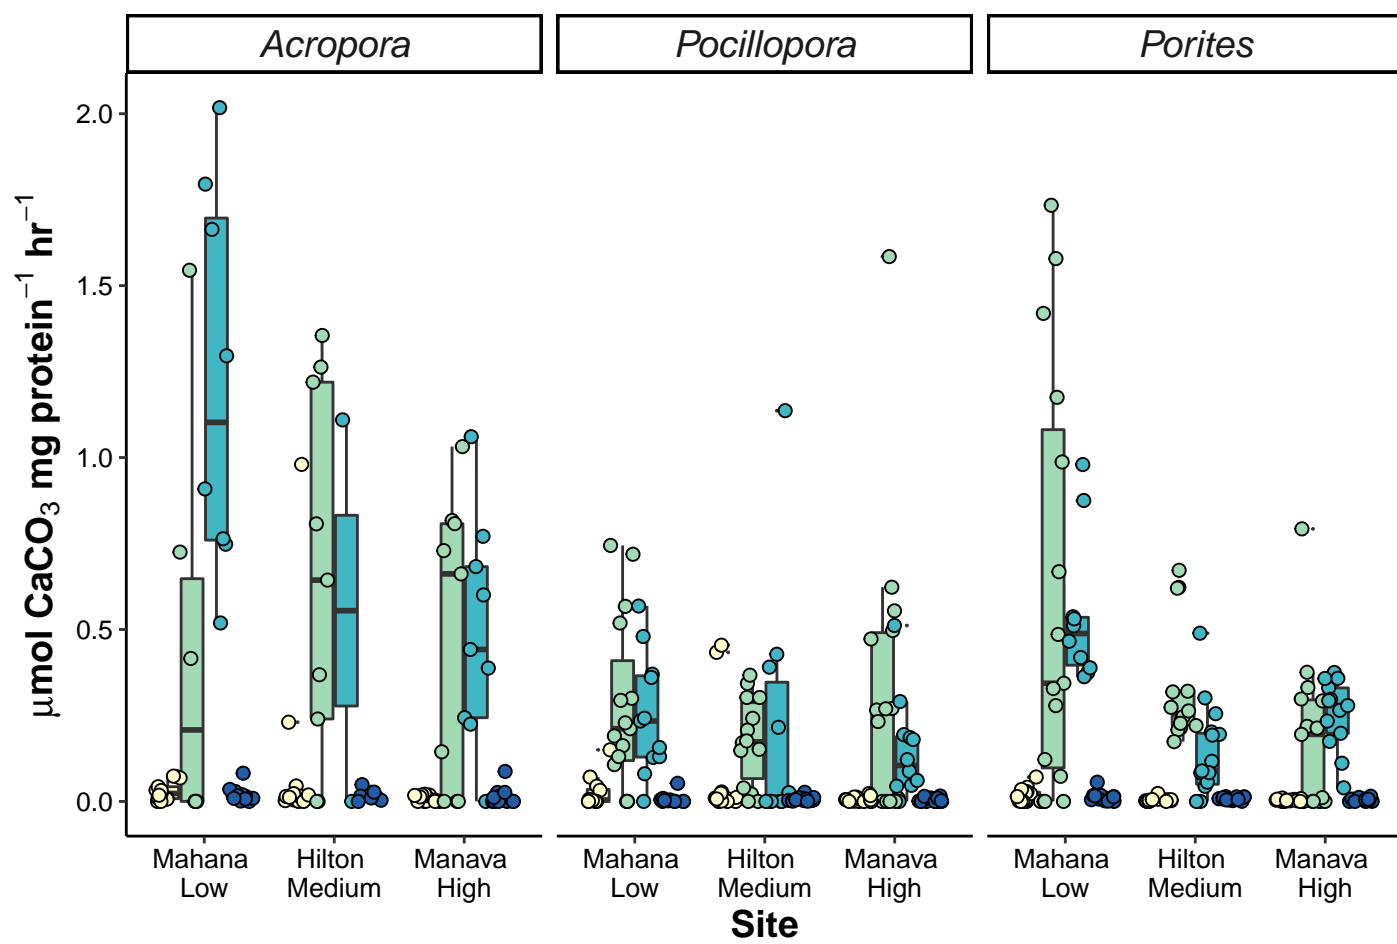 Acropora Pocillopora Porites
μmol CaCO₃ mg protein⁻¹ hr⁻¹
2.0
1.5
1.0
0.5
0.0
Mahana Hilton Manava Mahana Hilton Manava Mahana Hilton Manava
Low Medium High Low Medium High Low Medium High
Site